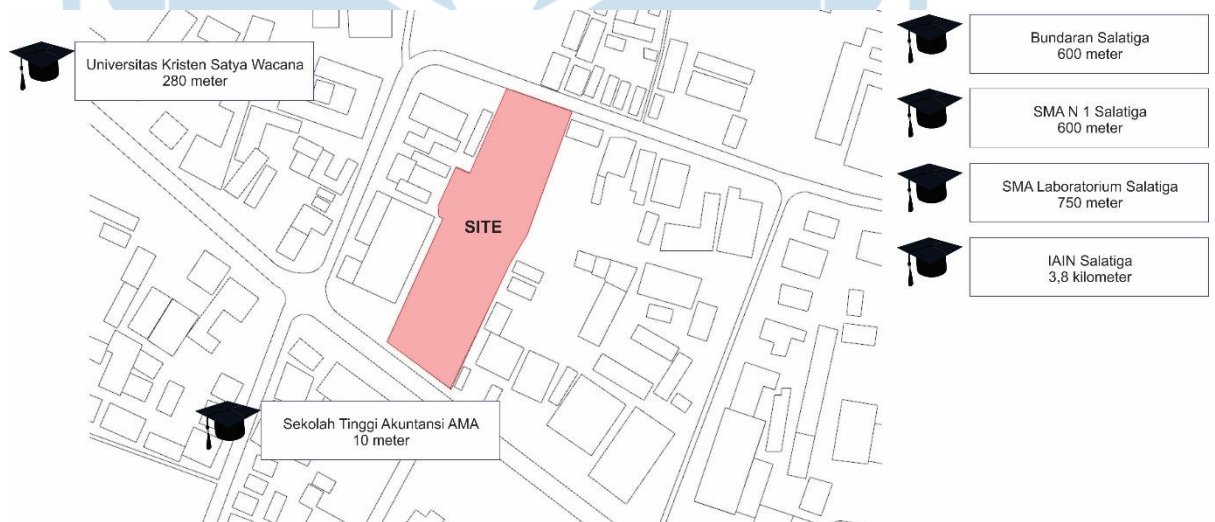 Universitas Kristen Satya Wacana
280 meter
SITE
Sekolah Tinggi Akuntansi AMA
10 meter
Bundaran Salatiga
600 meter
SMA N 1 Salatiga
600 meter
SMA Laboratorium Salatiga
750 meter
IAIN Salatiga
3,8 kilometer